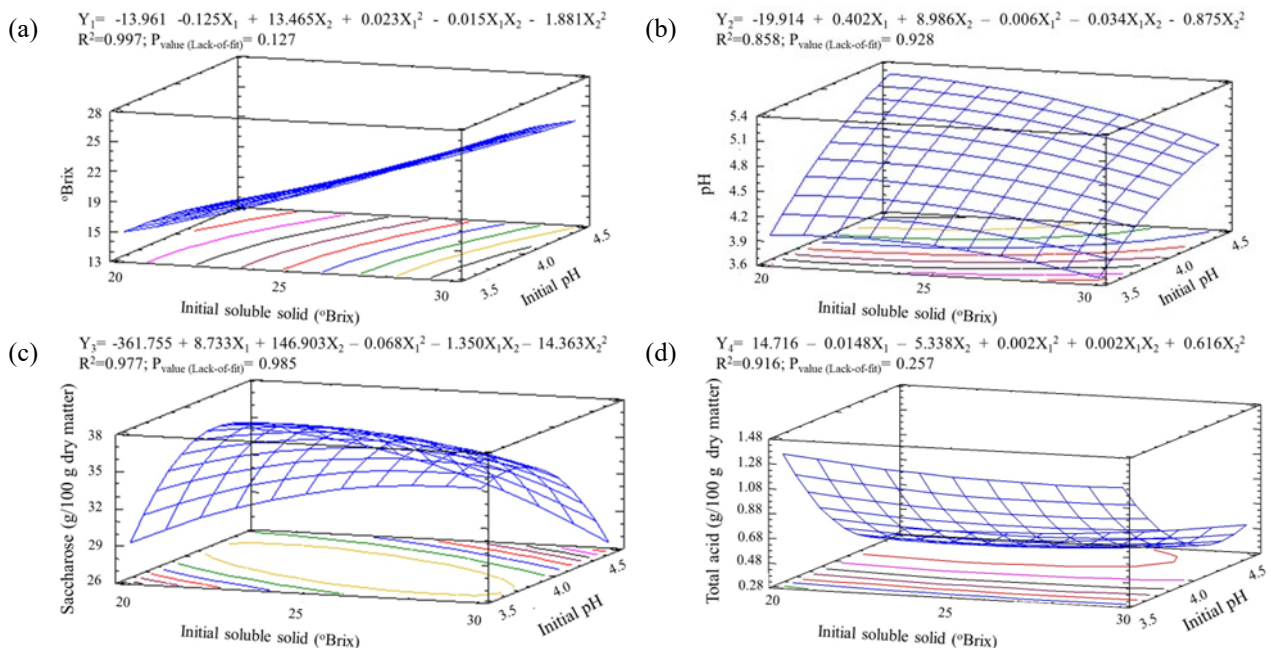 (a)
Y₁= -13.961 -0.125X₁ + 13.465X₂ + 0.023X₁² - 0.015X₁X₂ - 1.881X₂²
R²=0.997; P value (Lack-of-fit)= 0.127
°Brix
28
25
22
19
15
13
20
25
30
3.5
4.0
4.5
Initial soluble solid (°Brix)
Initial pH
(b)
Y₂= -19.914 + 0.402X₁ + 8.986X₂ – 0.006X₁² – 0.034X₁X₂ - 0.875X₂²
R²=0.858; P value (Lack-of-fit)= 0.928
pH
5.4
5.1
4.8
4.5
4.2
3.9
3.6
20
25
30
3.5
4.0
4.5
Initial soluble solid (°Brix)
Initial pH
(c)
Y₃= -361.755 + 8.733X₁ + 146.903X₂ – 0.068X₁² – 1.350X₁X₂ – 14.363X₂²
R²=0.977; P value (Lack-of-fit)= 0.985
Saccharose (g/100 g dry matter)
38
35
33
29
26
20
25
30
3.5
4.0
4.5
Initial soluble solid (°Brix)
Initial pH
(d)
Y₄= 14.716 – 0.0148X₁ – 5.338X₂ + 0.002X₁² + 0.002X₁X₂ + 0.616X₂²
R²=0.916; P value (Lack-of-fit)= 0.257
Total acid (g/100 g dry matter)
1.48
1.28
1.08
0.88
0.68
0.48
0.28
20
25
30
3.5
4.0
4.5
Initial soluble solid (°Brix)
Initial pH